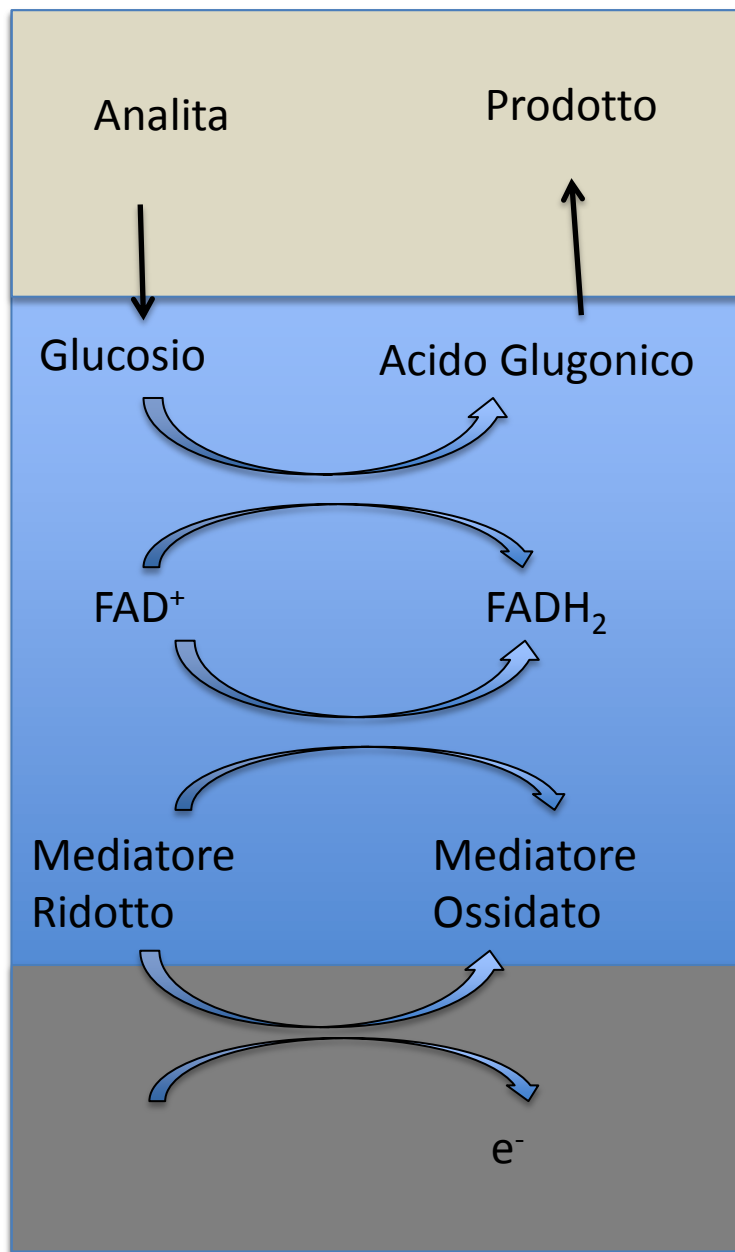 Analita
Prodotto
Glucosio
Acido Glugonico
FAD⁺
FADH₂
Mediatore
Ridotto
Mediatore
Ossidato
e⁻